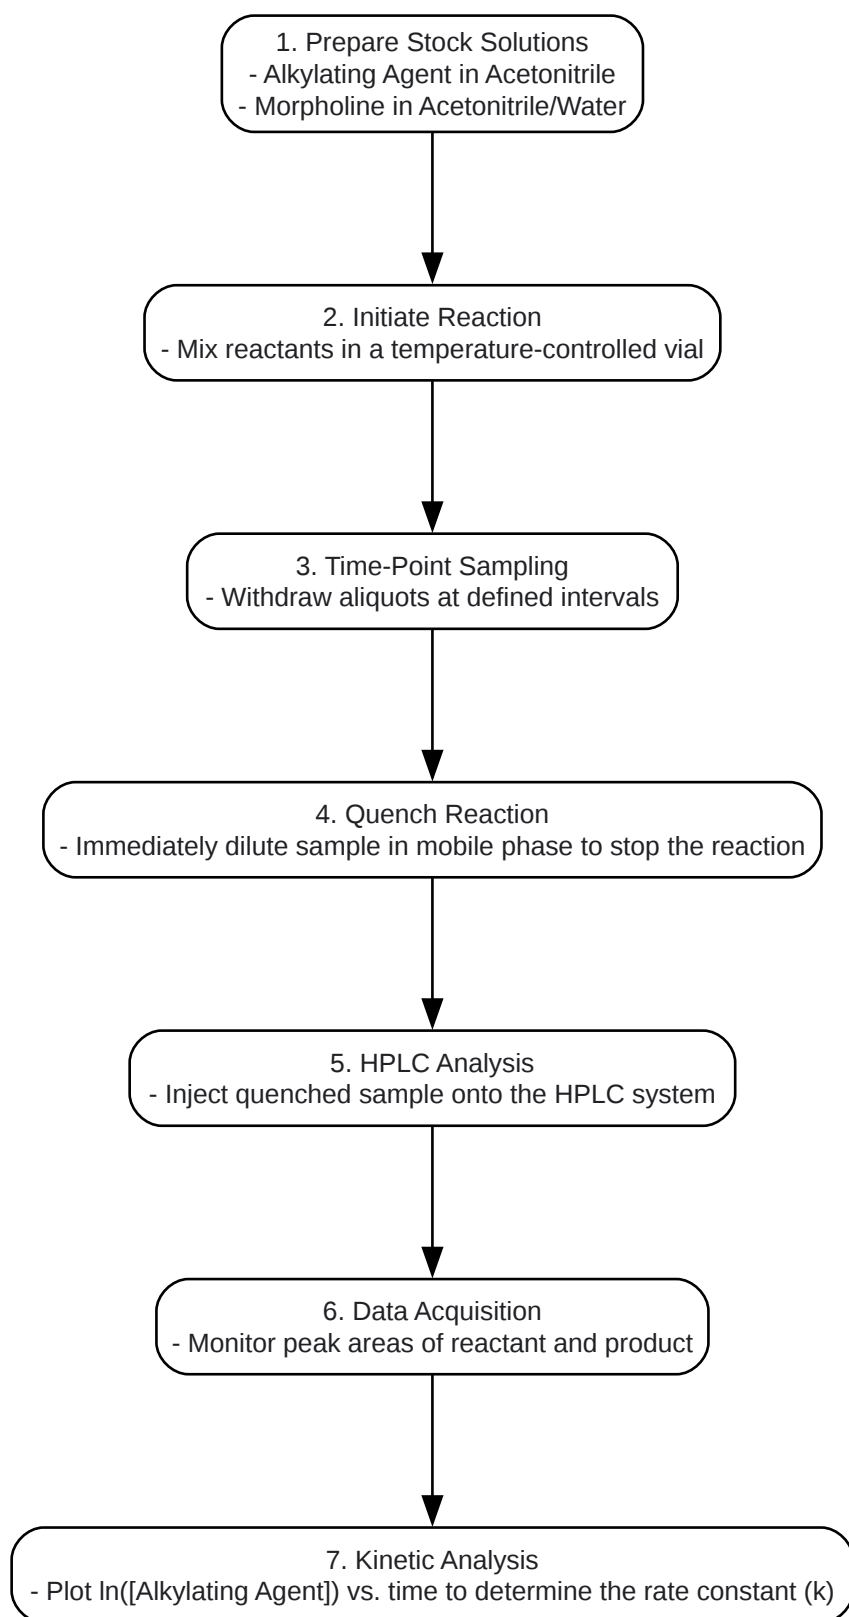 1. Prepare Stock Solutions
- Alkylating Agent in Acetonitrile
- Morpholine in Acetonitrile/Water
2. Initiate Reaction
- Mix reactants in a temperature-controlled vial
3. Time-Point Sampling
- Withdraw aliquots at defined intervals
4. Quench Reaction
- Immediately dilute sample in mobile phase to stop the reaction
5. HPLC Analysis
- Inject quenched sample onto the HPLC system
6. Data Acquisition
- Monitor peak areas of reactant and product
7. Kinetic Analysis
- Plot ln([Alkylating Agent]) vs. time to determine the rate constant (k)